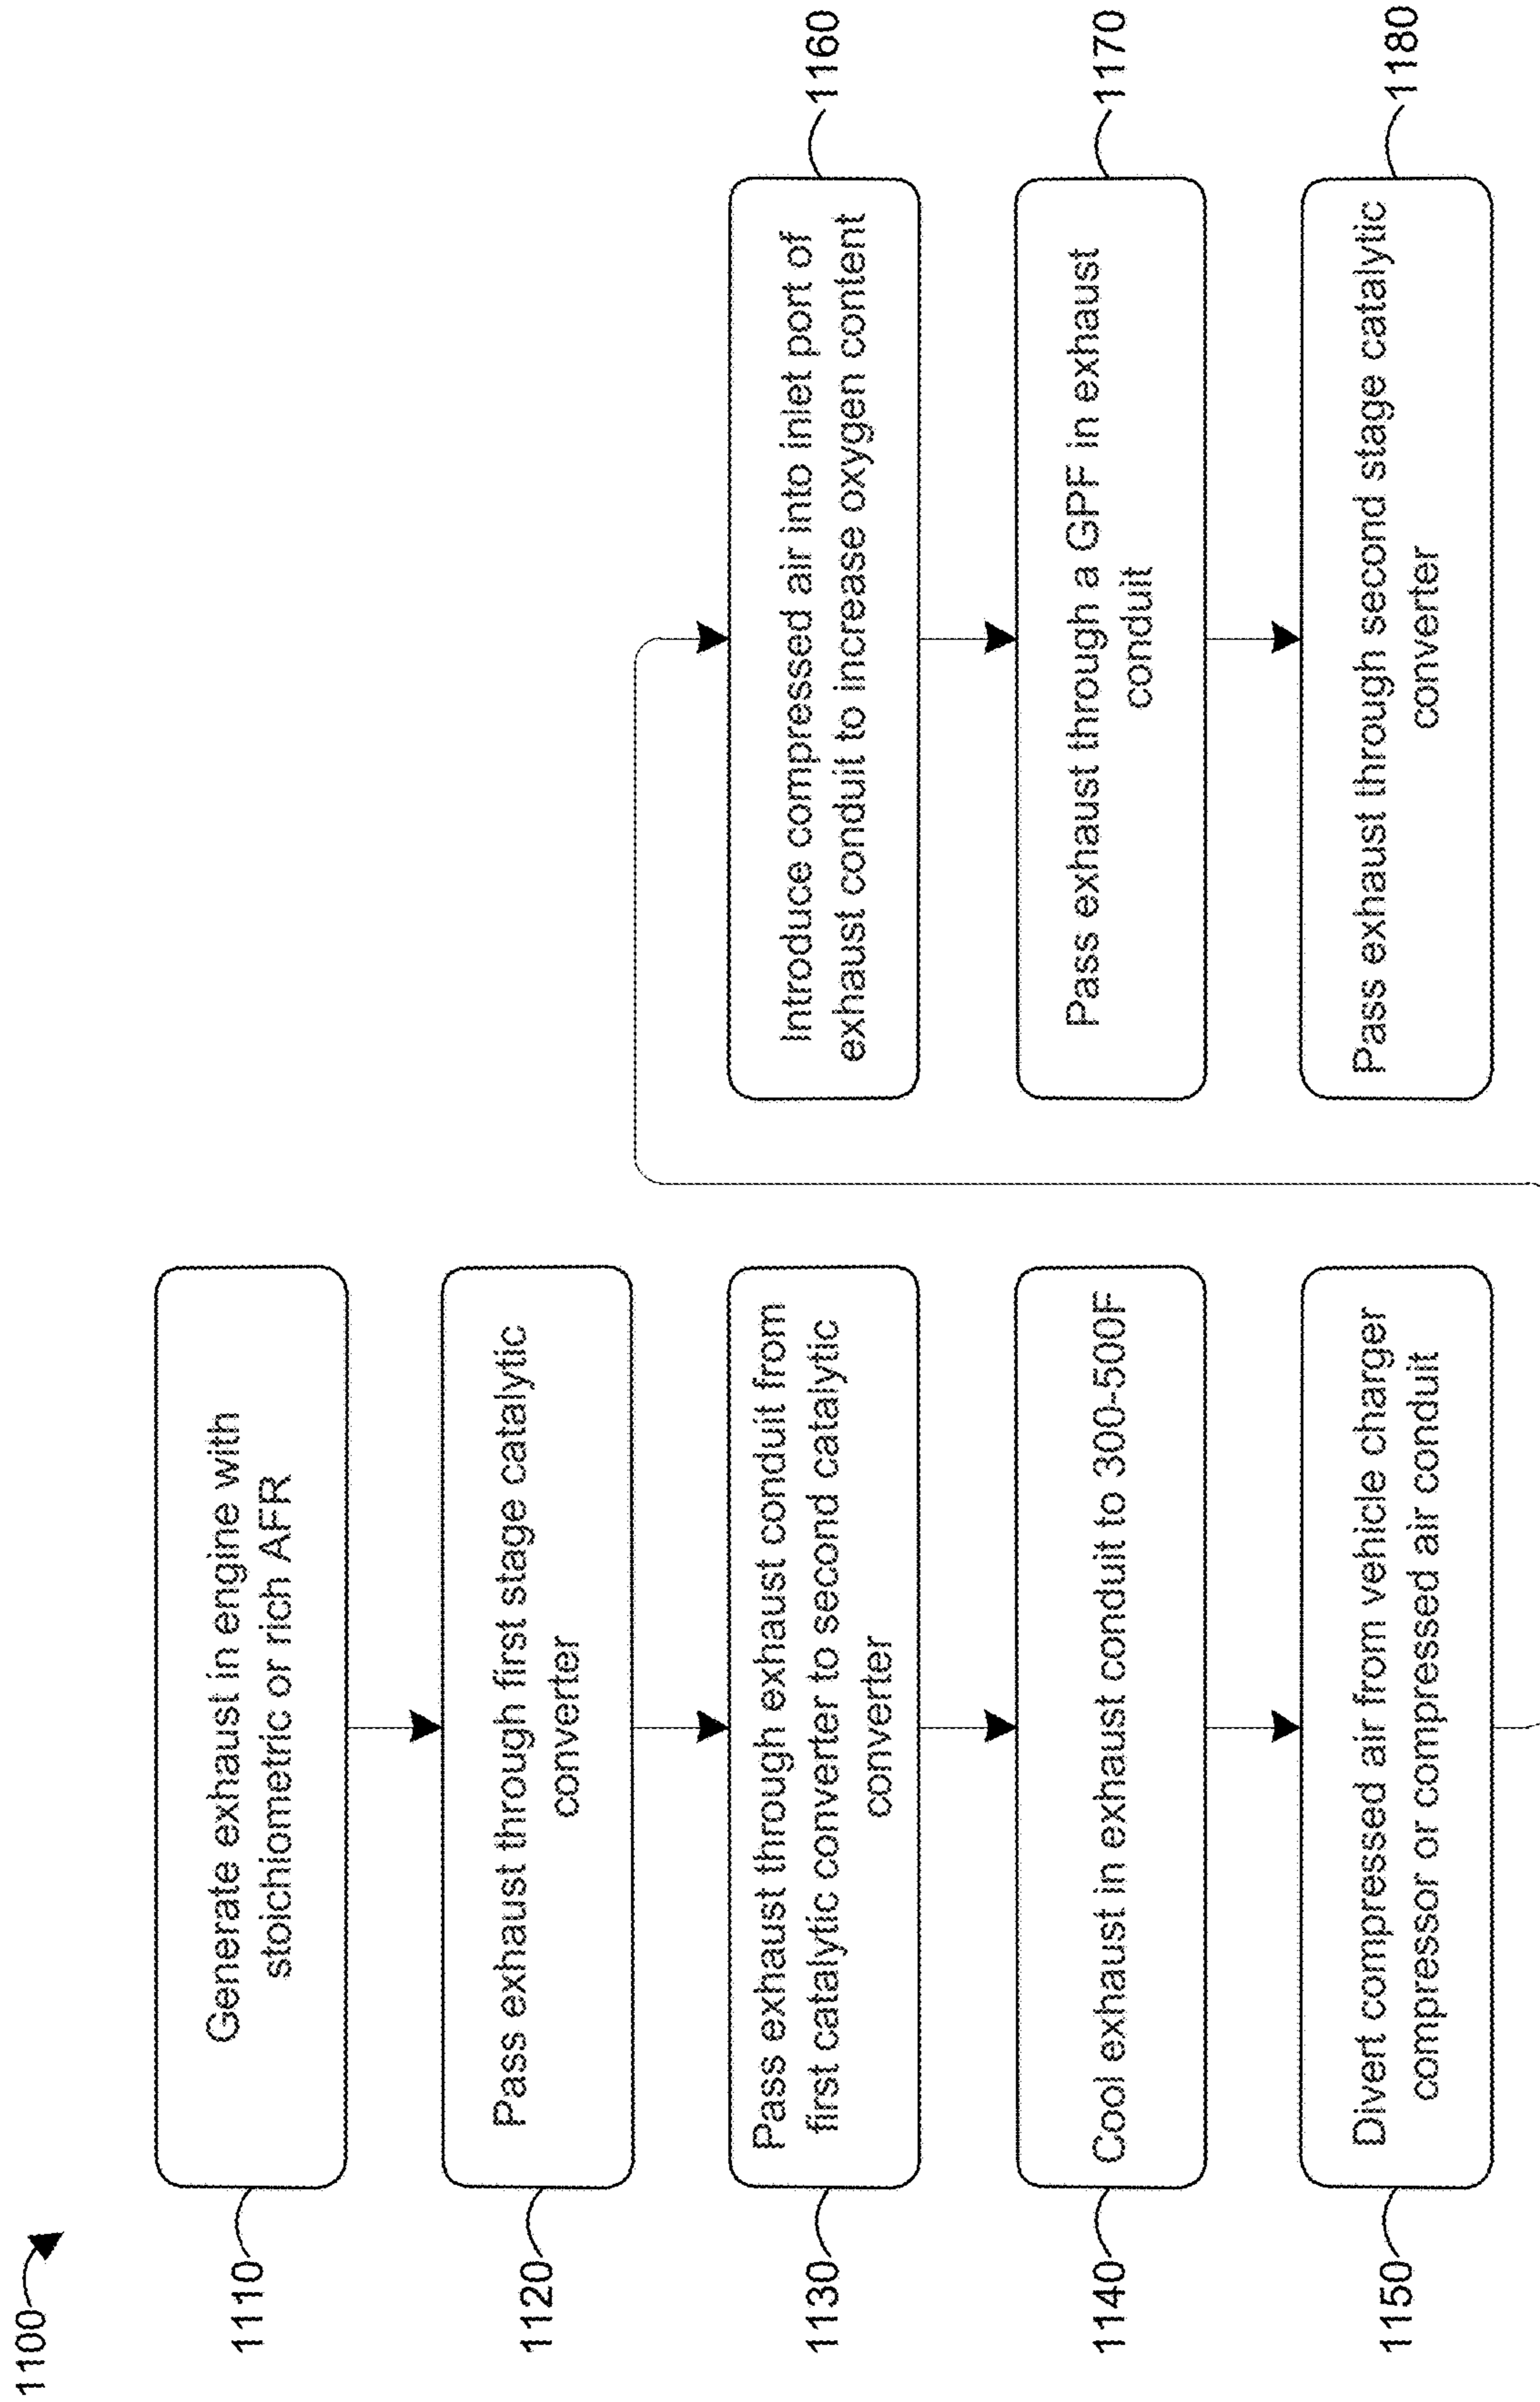 1100
1110
Generate exhaust in engine with
stoichiometric or rich AFR
1120
Pass exhaust through first stage catalytic
converter
1130
Pass exhaust through exhaust conduit from
first catalytic converter to second catalytic
converter
1140
Cool exhaust in exhaust conduit to 300-500F
1150
Divert compressed air from vehicle charger
compressor or compressed air conduit
1160
Introduce compressed air into inlet port of
exhaust conduit to increase oxygen content
1170
Pass exhaust through a GPF in exhaust
conduit
1180
Pass exhaust through second stage catalytic
converter